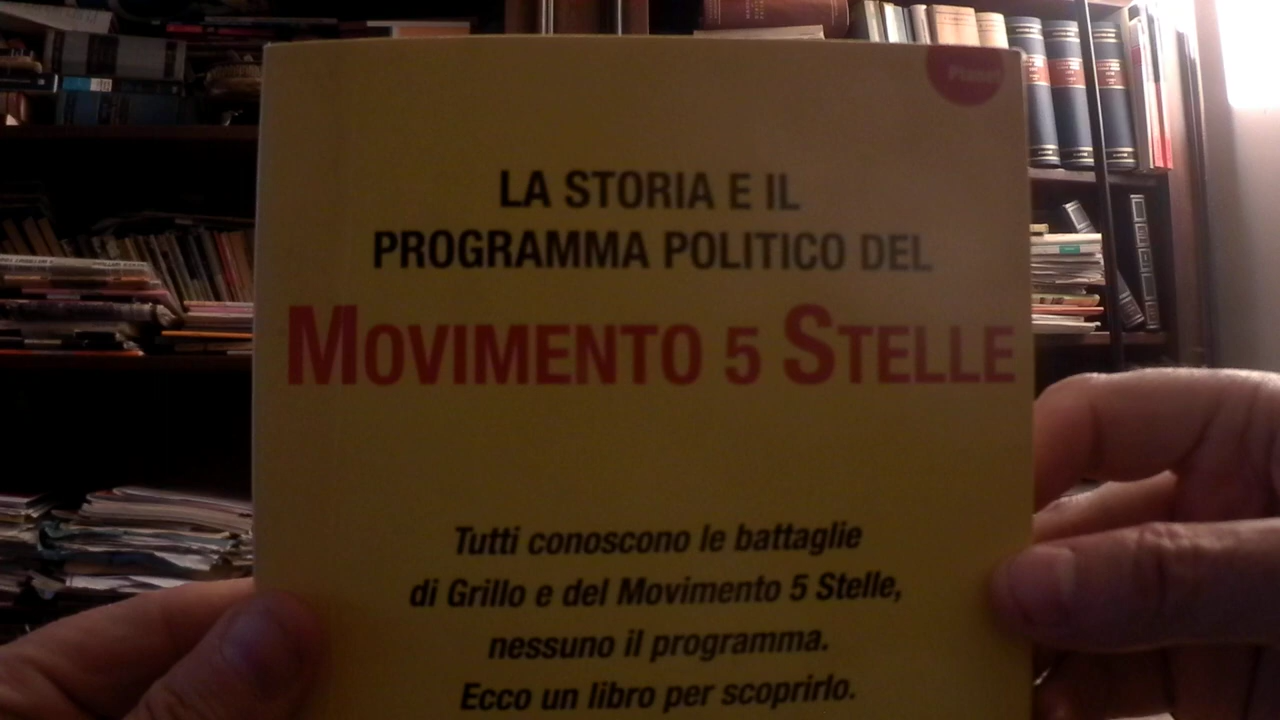 LA STORIA E IL
PROGRAMMA POLITICO DEL
MOVIMENTO 5 STELLE
Tutti conoscono le battaglie
di Grillo e del Movimento 5 Stelle,
nessuno il programma.
Ecco un libro per scoprirlo.